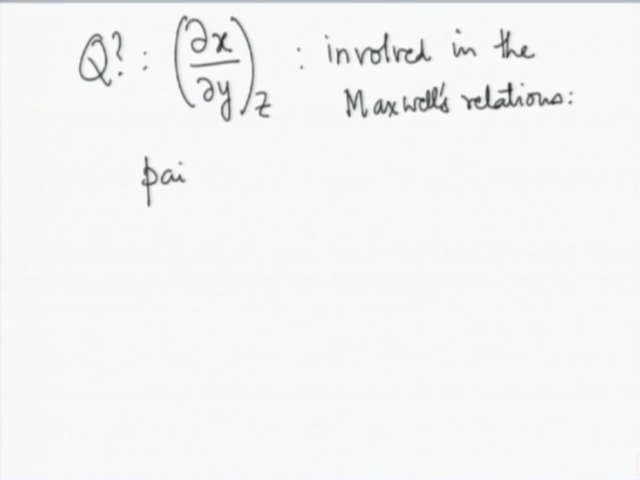 Q? : (∂x/∂y)_z : involved in the
Maxwell's relations:
pai